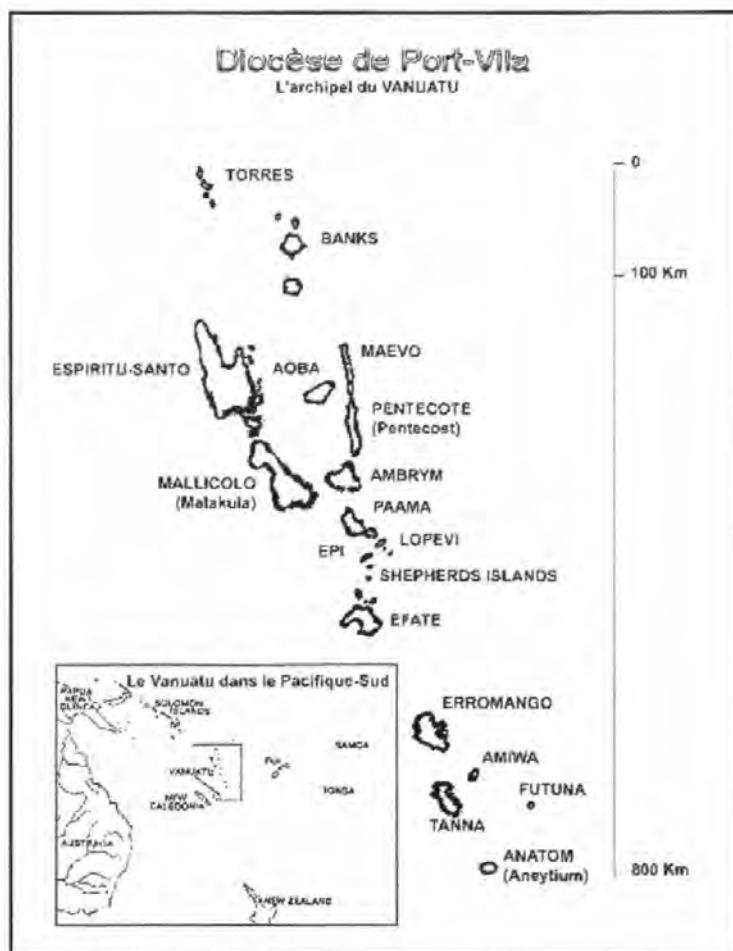 Diocèse de Port-Vila
L'archipel du VANUATU
0
TORRES
BANKS
100 Km
MAEVO
ESPIRITU-SANTO
AOBA
PENTECOTE
(Pentecost)
AMBRYM
MALLICOLO
(Malakula)
PAAMA
LOPEVI
EPI
SHEPHERDS ISLANDS
EFATE
Le Vanuatu dans le Pacifique-Sud
PAPUA
NEW
GUINEA
SOLOMON
ISLANDS
SAMOA
VANUATU
FIJI
NEW
CALEDONIA
TONGA
AUSTRALIA
NEW ZEALAND
ERROMANGO
AMIWA
FUTUNA
TANNA
ANATOM
(Aneytium)
800 Km